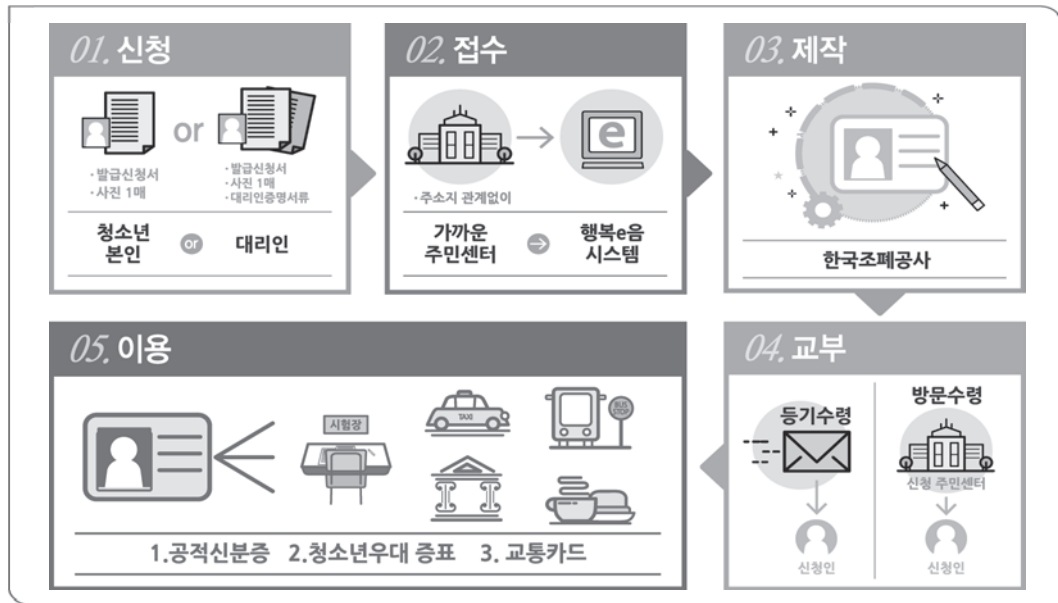 01. 신청
or
·발급신청서
·사진 1매
·발급신청서
·사진 1매
·대리인증명서류
청소년
본인
or
대리인
02. 접수
e
·주소지 관계없이
가까운
주민센터
행복e음
시스템
03. 제작
한국조폐공사
04. 교부
등기수령
신청인
방문수령
신청 주민센터
신청인
05. 이용
시험장
TAXI
BUS
STOP
1.공적신분증 2.청소년우대 증표 3. 교통카드